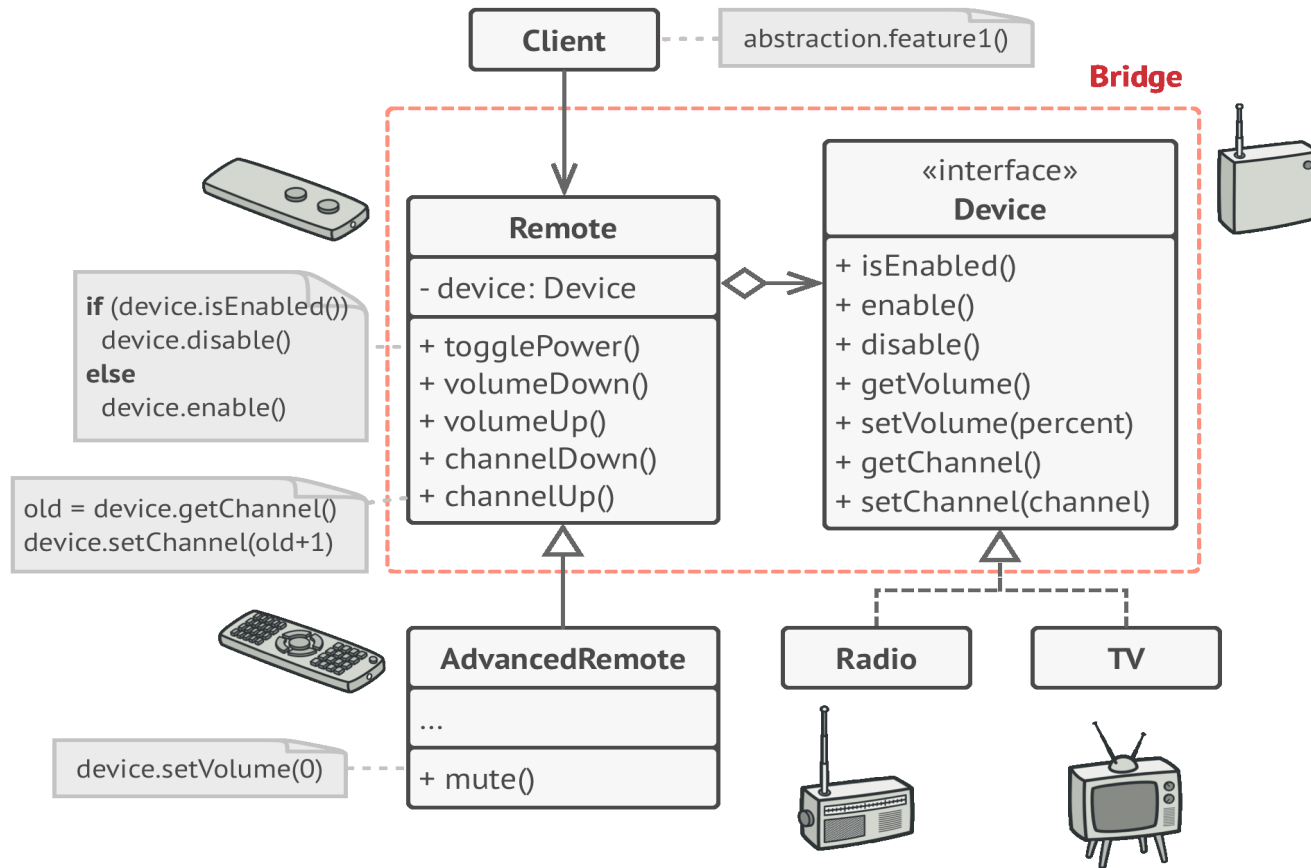 Client
abstraction.feature1()
Bridge
«interface»
Device
+ isEnabled()
+ enable()
+ disable()
+ getVolume()
+ setVolume(percent)
+ getChannel()
+ setChannel(channel)
Remote
- device: Device
+ togglePower()
+ volumeDown()
+ volumeUp()
+ channelDown()
+ channelUp()
if (device.isEnabled())
device.disable()
else
device.enable()
old = device.getChannel()
device.setChannel(old+1)
AdvancedRemote
...
+ mute()
device.setVolume(0)
Radio
TV